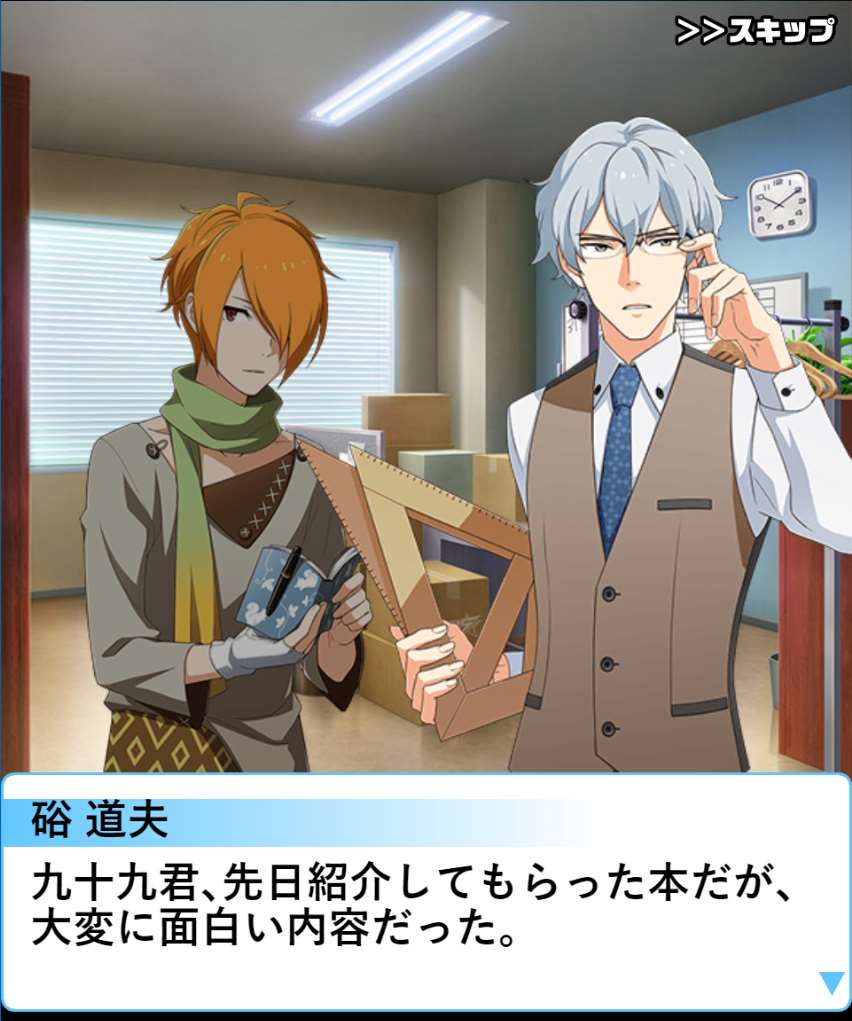 >>スキップ
硲 道夫
九十九君、先日紹介してもらった本だが、
大変に面白い内容だった。